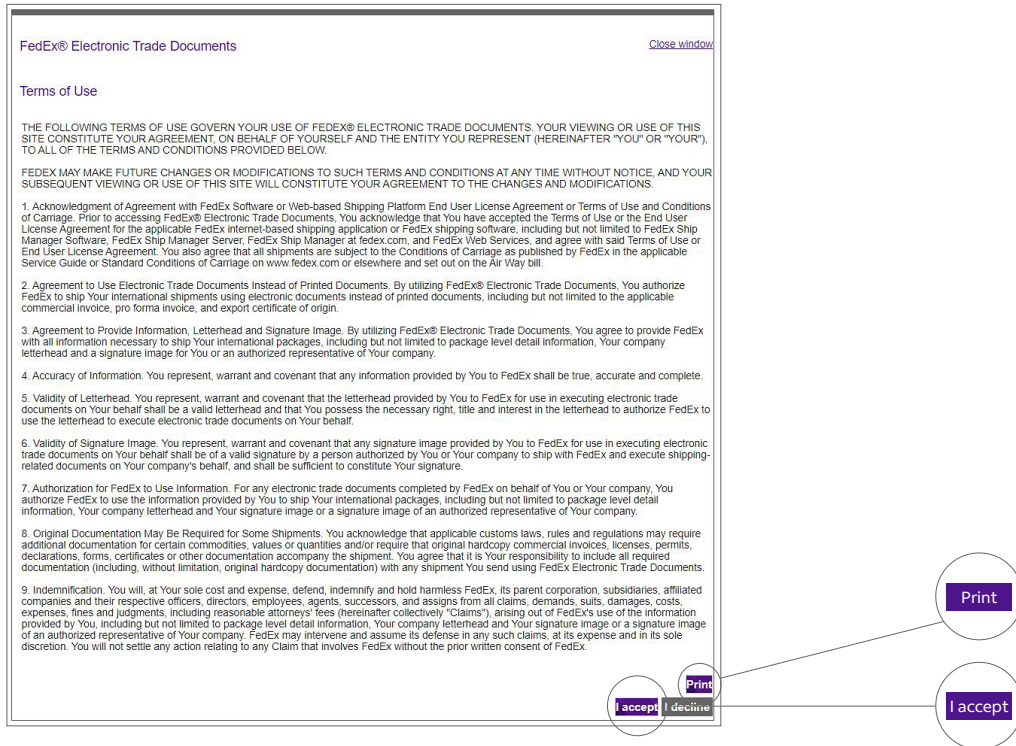 FedEx® Electronic Trade Documents
Close window
Terms of Use
THE FOLLOWING TERMS OF USE GOVERN YOUR USE OF FEDEX® ELECTRONIC TRADE DOCUMENTS. YOUR VIEWING OR USE OF THIS
SITE CONSTITUTE YOUR AGREEMENT, ON BEHALF OF YOURSELF AND THE ENTITY YOU REPRESENT (HEREINAFTER "YOU" OR "YOUR"),
TO ALL OF THE TERMS AND CONDITIONS PROVIDED BELOW.
FEDEX MAY MAKE FUTURE CHANGES OR MODIFICATIONS TO SUCH TERMS AND CONDITIONS AT ANY TIME WITHOUT NOTICE, AND YOUR
SUBSEQUENT VIEWING OR USE OF THIS SITE WILL CONSTITUTE YOUR AGREEMENT TO THE CHANGES AND MODIFICATIONS.
1. Acknowledgment of Agreement with FedEx Software or Web-based Shipping Platform End User License Agreement or Terms of Use and Conditions
of Carriage. Prior to accessing FedEx® Electronic Trade Documents, You acknowledge that You have accepted the Terms of Use or the End User
License Agreement for the applicable FedEx internet-based shipping application or FedEx shipping software, including but not limited to FedEx Ship
Manager Software, FedEx Ship Manager Server, FedEx Ship Manager at fedex.com, and FedEx Web Services, and agree with said Terms of Use or
End User License Agreement. You also agree that all shipments are subject to the Conditions of Carriage as published by FedEx in the applicable
Service Guide or Standard Conditions of Carriage on www.fedex.com or elsewhere and set out on the Air Way bill.
2. Agreement to Use Electronic Trade Documents Instead of Printed Documents. By utilizing FedEx® Electronic Trade Documents, You authorize
FedEx to ship Your international shipments using electronic documents instead of printed documents, including but not limited to the applicable
commercial invoice, pro forma invoice, and export certificate of origin.
3. Agreement to Provide Information, Letterhead and Signature Image. By utilizing FedEx® Electronic Trade Documents, You agree to provide FedEx
with all information necessary to ship Your international packages, including but not limited to package level detail information, Your company
letterhead and a signature image for You or an authorized representative of Your company.
4. Accuracy of Information. You represent, warrant and covenant that any information provided by You to FedEx shall be true, accurate and complete.
5. Validity of Letterhead. You represent, warrant and covenant that the letterhead provided by You to FedEx for use in executing electronic trade
documents on Your behalf shall be a valid letterhead and that You possess the necessary right, title and interest in the letterhead to authorize FedEx to
use the letterhead to execute electronic trade documents on Your behalf.
6. Validity of Signature Image. You represent, warrant and covenant that any signature image provided by You to FedEx for use in executing electronic
trade documents on Your behalf shall be of a valid signature by a person authorized by You or Your company to ship with FedEx and execute shipping-
related documents on Your company's behalf, and shall be sufficient to constitute Your signature.
7. Authorization for FedEx to Use Information. For any electronic trade documents completed by FedEx on behalf of You or Your company, You
authorize FedEx to use the information provided by You to ship Your international packages, including but not limited to package level detail
information, Your company letterhead and Your signature image or a signature image of an authorized representative of Your company.
8. Original Documentation May Be Required for Some Shipments. You acknowledge that applicable customs laws, rules and regulations may require
additional documentation for certain commodities, values or quantities and/or require that original hardcopy commercial invoices, licenses, permits,
declarations, forms, certificates or other documentation accompany the shipment. You agree that it is Your responsibility to include all required
documentation (including, without limitation, original hardcopy documentation) with any shipment You send using FedEx Electronic Trade Documents.
9. Indemnification. You will, at Your sole cost and expense, defend, indemnify and hold harmless FedEx, its parent corporation, subsidiaries, affiliated
companies and their respective officers, directors, employees, agents, successors, and assigns from all claims, demands, suits, damages, costs,
expenses, fines and judgments, including reasonable attorneys' fees (hereinafter collectively "Claims"), arising out of FedEx's use of the information
provided by You, including but not limited to package level detail information, Your company letterhead and Your signature image or a signature image
of an authorized representative of Your company. FedEx may intervene and assume its defense in any such claims, at its expense and in its sole
discretion. You will not settle any action relating to any Claim that involves FedEx without the prior written consent of FedEx.
Print
Print
I accept I decline
I accept